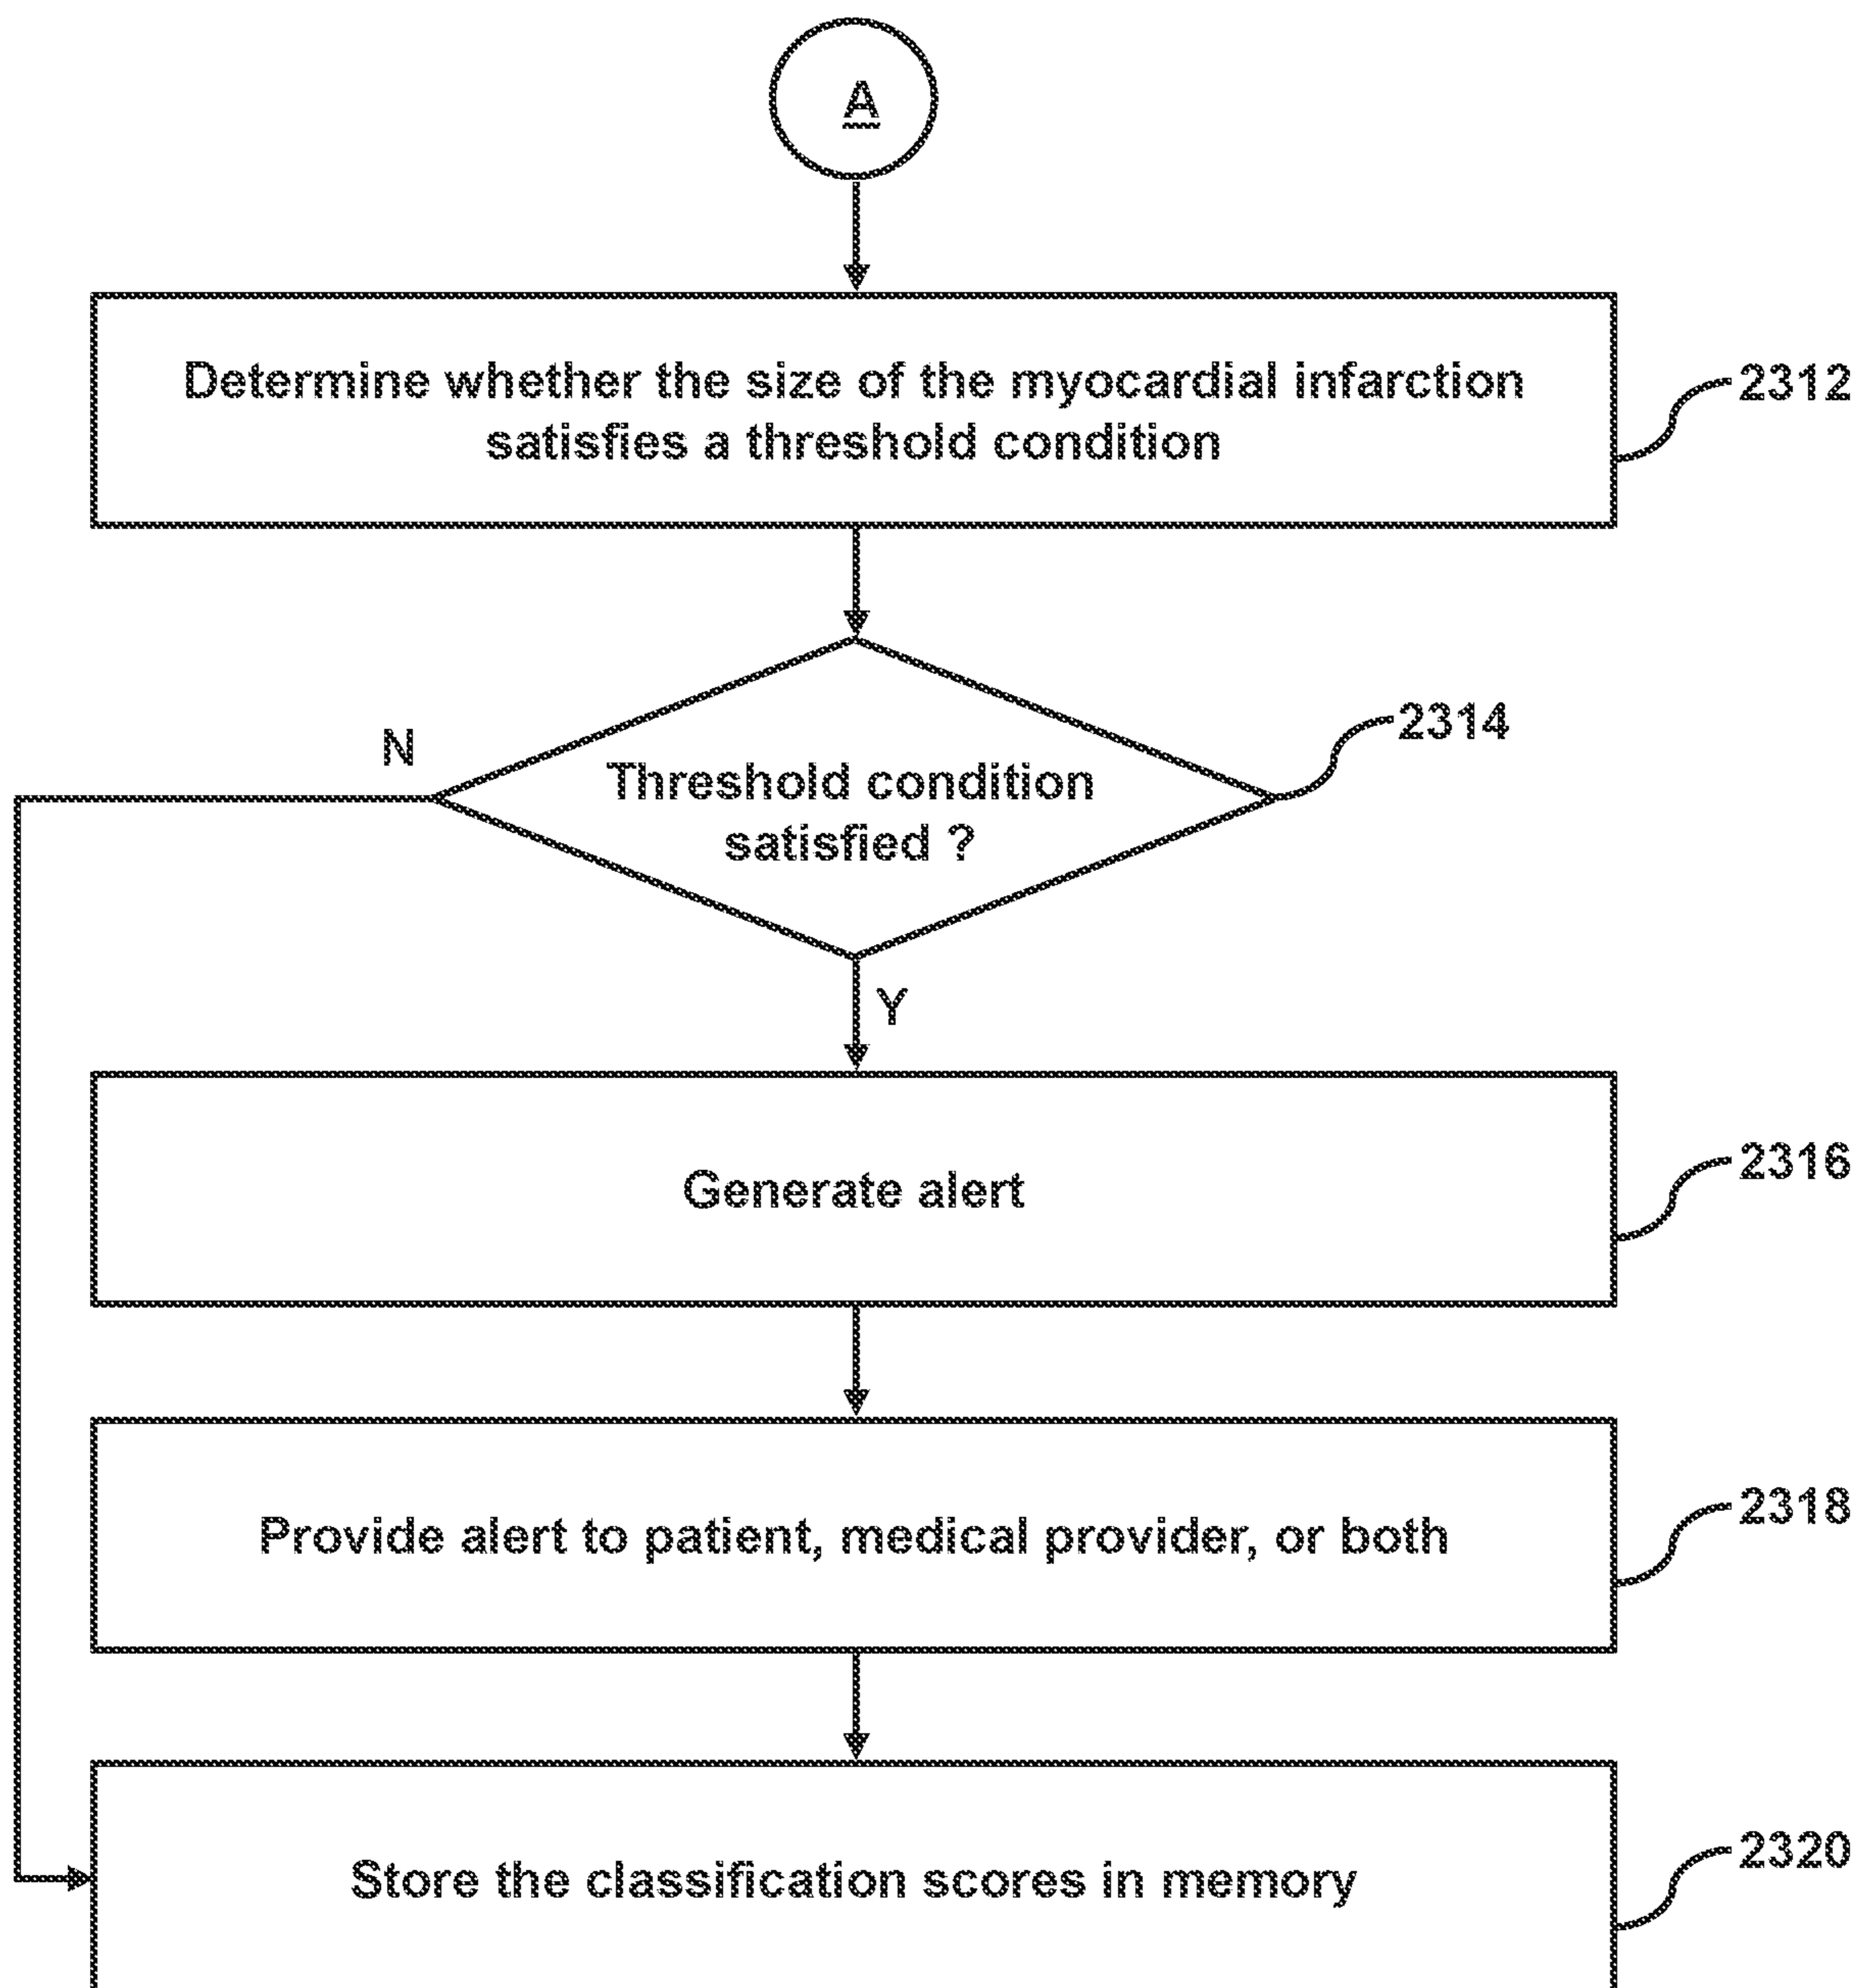 A
Determine whether the size of the myocardial infarction
satisfies a threshold condition
2312
N
2314
Threshold condition
satisfied ?
Y
Generate alert
2316
Provide alert to patient, medical provider, or both
2318
Store the classification scores in memory
2320